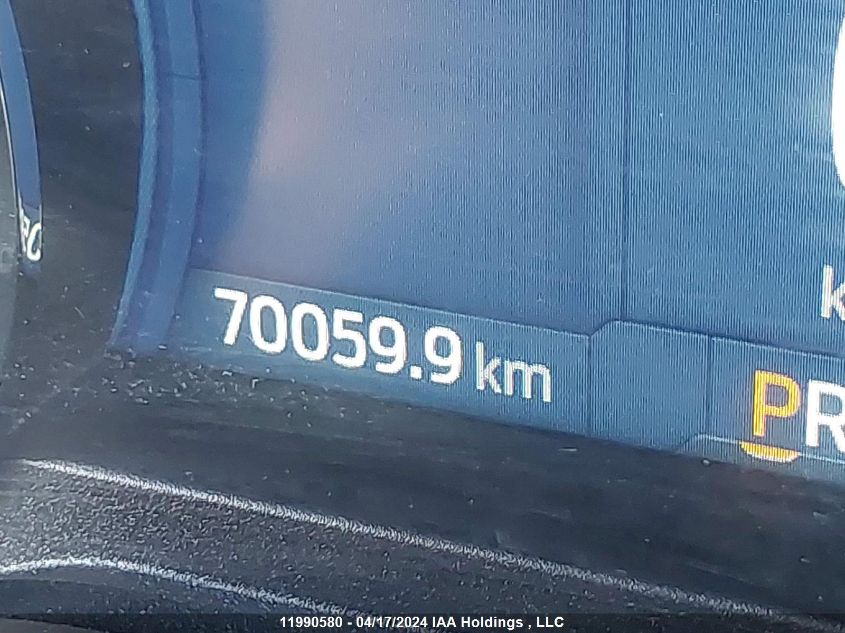 70059.9 km
PR
11990580 - 04/17/2024 IAA Holdings , LLC